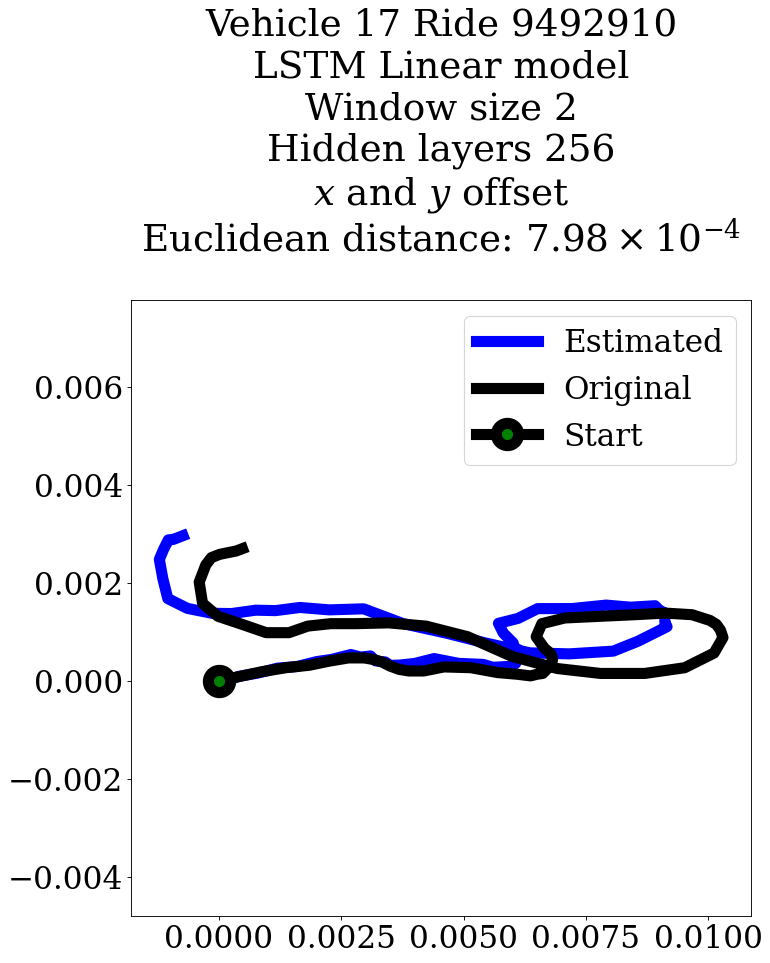 Vehicle 17 Ride 9492910
LSTM Linear model
Window size 2
Hidden layers 256
x and y offset
Euclidean distance: 7.98 × 10⁻⁴
Estimated
Original
Start
0.006
0.004
0.002
0.000
−0.002
−0.004
0.0000 0.0025 0.0050 0.0075 0.0100